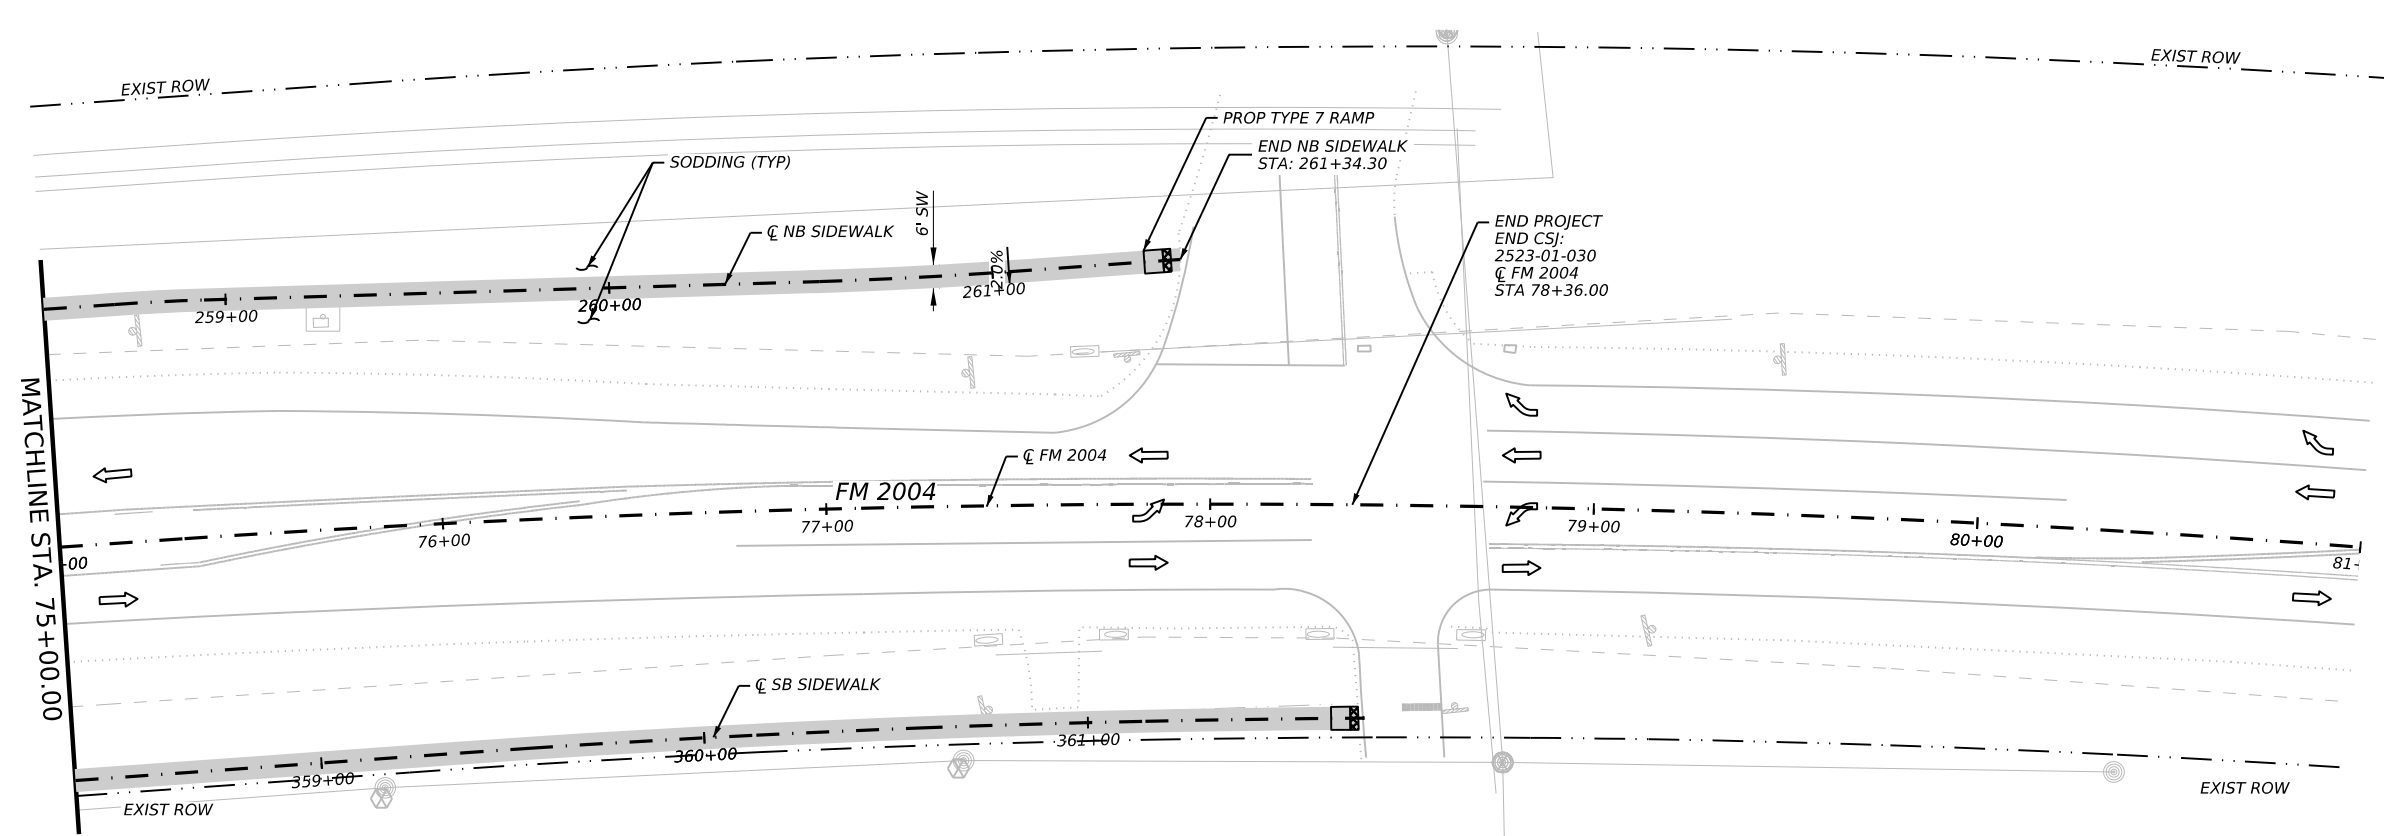 EXIST ROW
EXIST ROW
PROP TYPE 7 RAMP
END NB SIDEWALK
STA: 261+34.30
SODDING (TYP)
6' SW
℄ NB SIDEWALK
2.0%
END PROJECT
END CSJ:
2523-01-030
℄ FM 2004
STA 78+36.00
259+00
260+00
261+00
MATCHLINE STA. 75+00.00
℄ FM 2004
FM 2004
-00
76+00
77+00
78+00
79+00
80+00
81-
℄ SB SIDEWALK
359+00
360+00
361+00
EXIST ROW
EXIST ROW